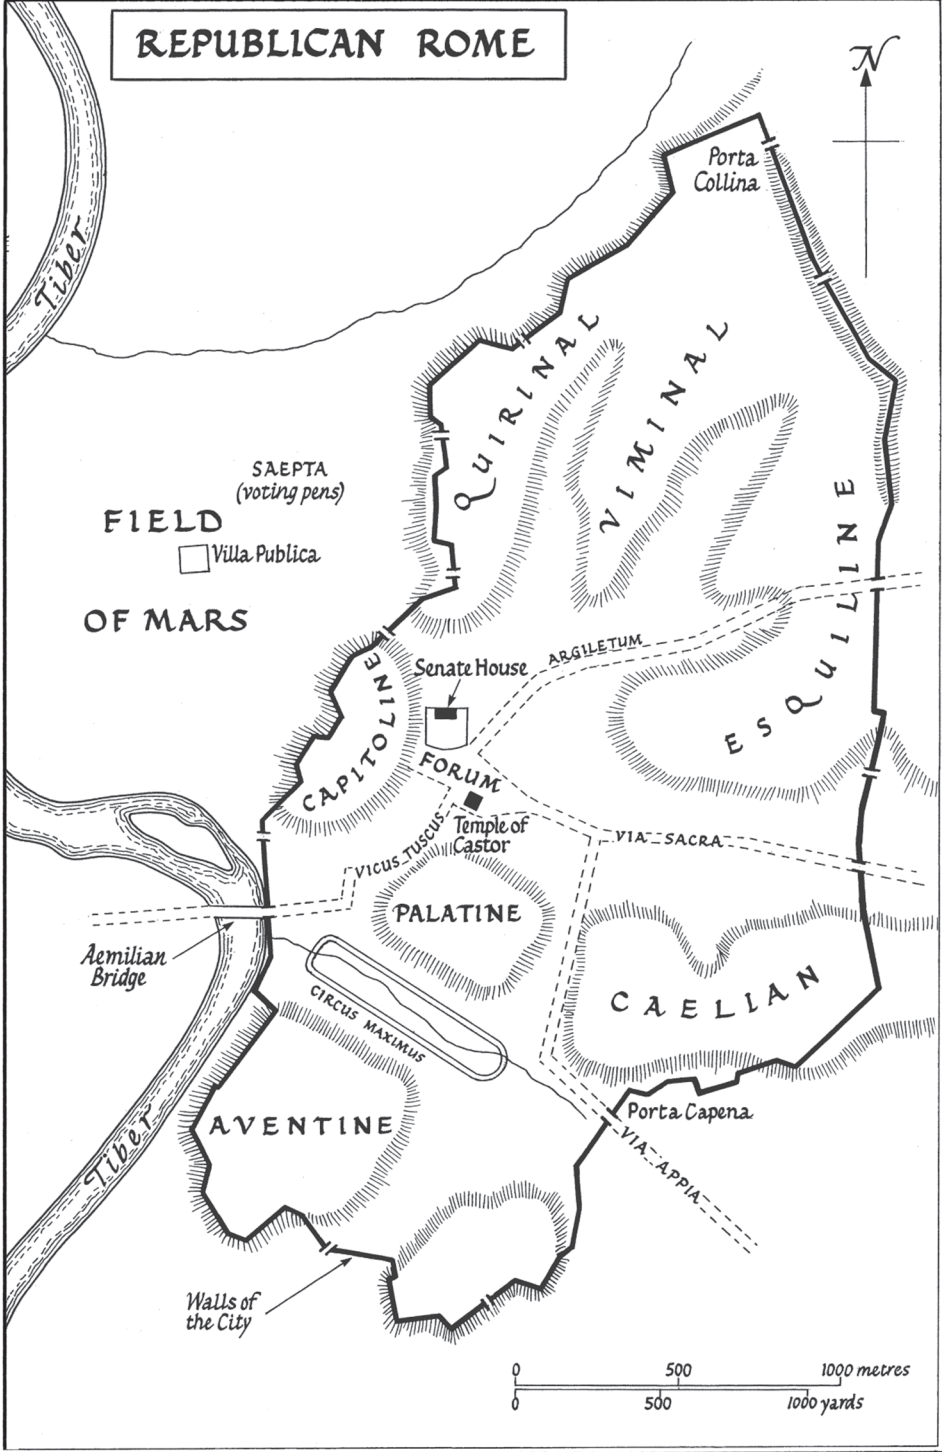 REPUBLICAN ROME
N
Porta
Collina
Tiber
QUIRINAL
VIMINAL
SAEPTA
(voting pens)
FIELD
Villa Publica
OF MARS
ESQUILINE
ARGILETUM
Senate House
CAPITOLINE
FORUM
Temple of
Castor
VIA SACRA
VICUS TUSCUS
PALATINE
Aemilian
Bridge
CIRCUS MAXIMUS
CAELIAN
AVENTINE
Porta Capena
VIA APPIA
Tiber
Walls of
the City
0 500 1000 metres
0 500 1000 yards